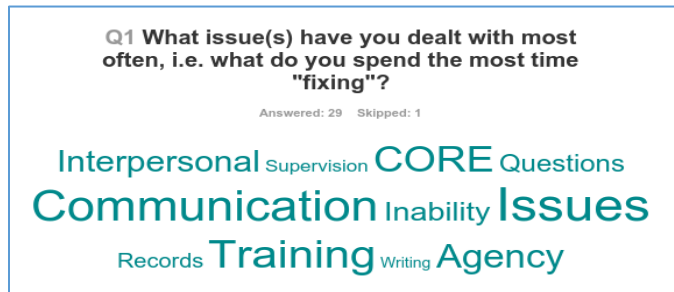 Q1 What issue(s) have you dealt with most
often, i.e. what do you spend the most time
"fixing"?
Answered: 29 Skipped: 1
Interpersonal Supervision CORE Questions
Communication Inability Issues
Records Training Writing Agency